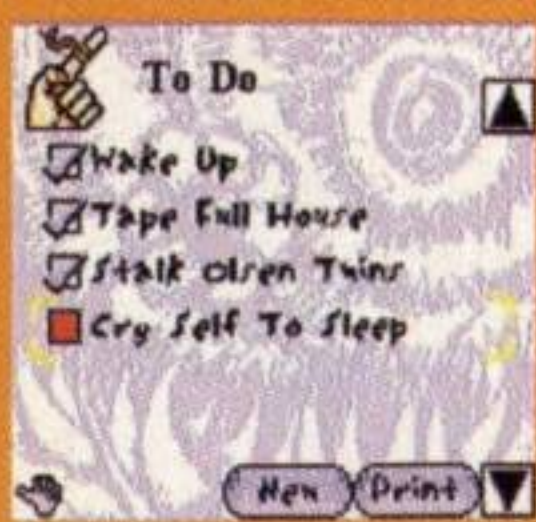 To Do
Wake Up
Tape Full House
Stalk Olsen Twins
Cry Self To Sleep
New Print